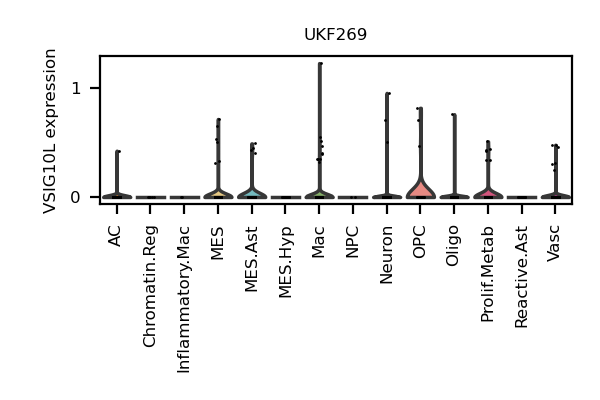 UKF269
VSIG10L expression
1
0
AC
Chromatin.Reg
Inflammatory.Mac
MES
MES.Ast
MES.Hyp
Mac
NPC
Neuron
OPC
Oligo
Prolif.Metab
Reactive.Ast
Vasc